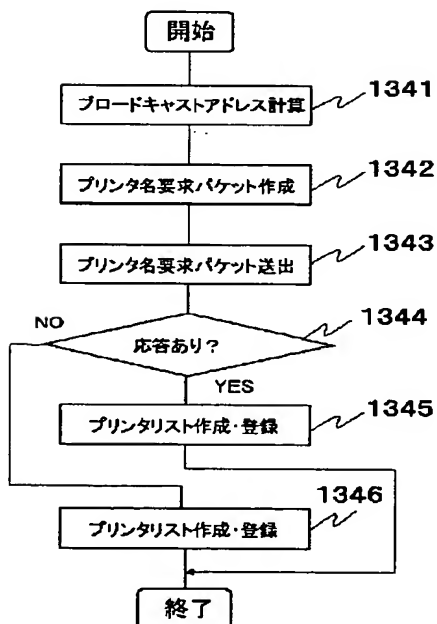 開始
ブロードキャストアドレス計算
1341
プリンタ名要求パケット作成
1342
プリンタ名要求パケット送出
1343
応答あり?
1344
NO
YES
プリンタリスト作成・登録
1345
プリンタリスト作成・登録
1346
終了